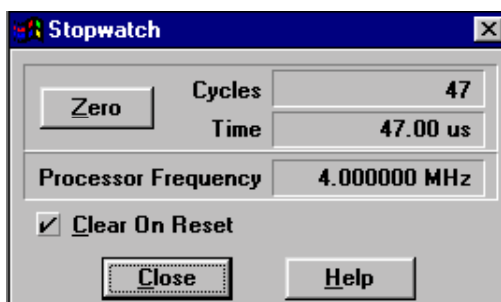 Stopwatch
Zero
Cycles 47
Time 47.00 us
Processor Frequency 4.000000 MHz
Clear On Reset
Close Help